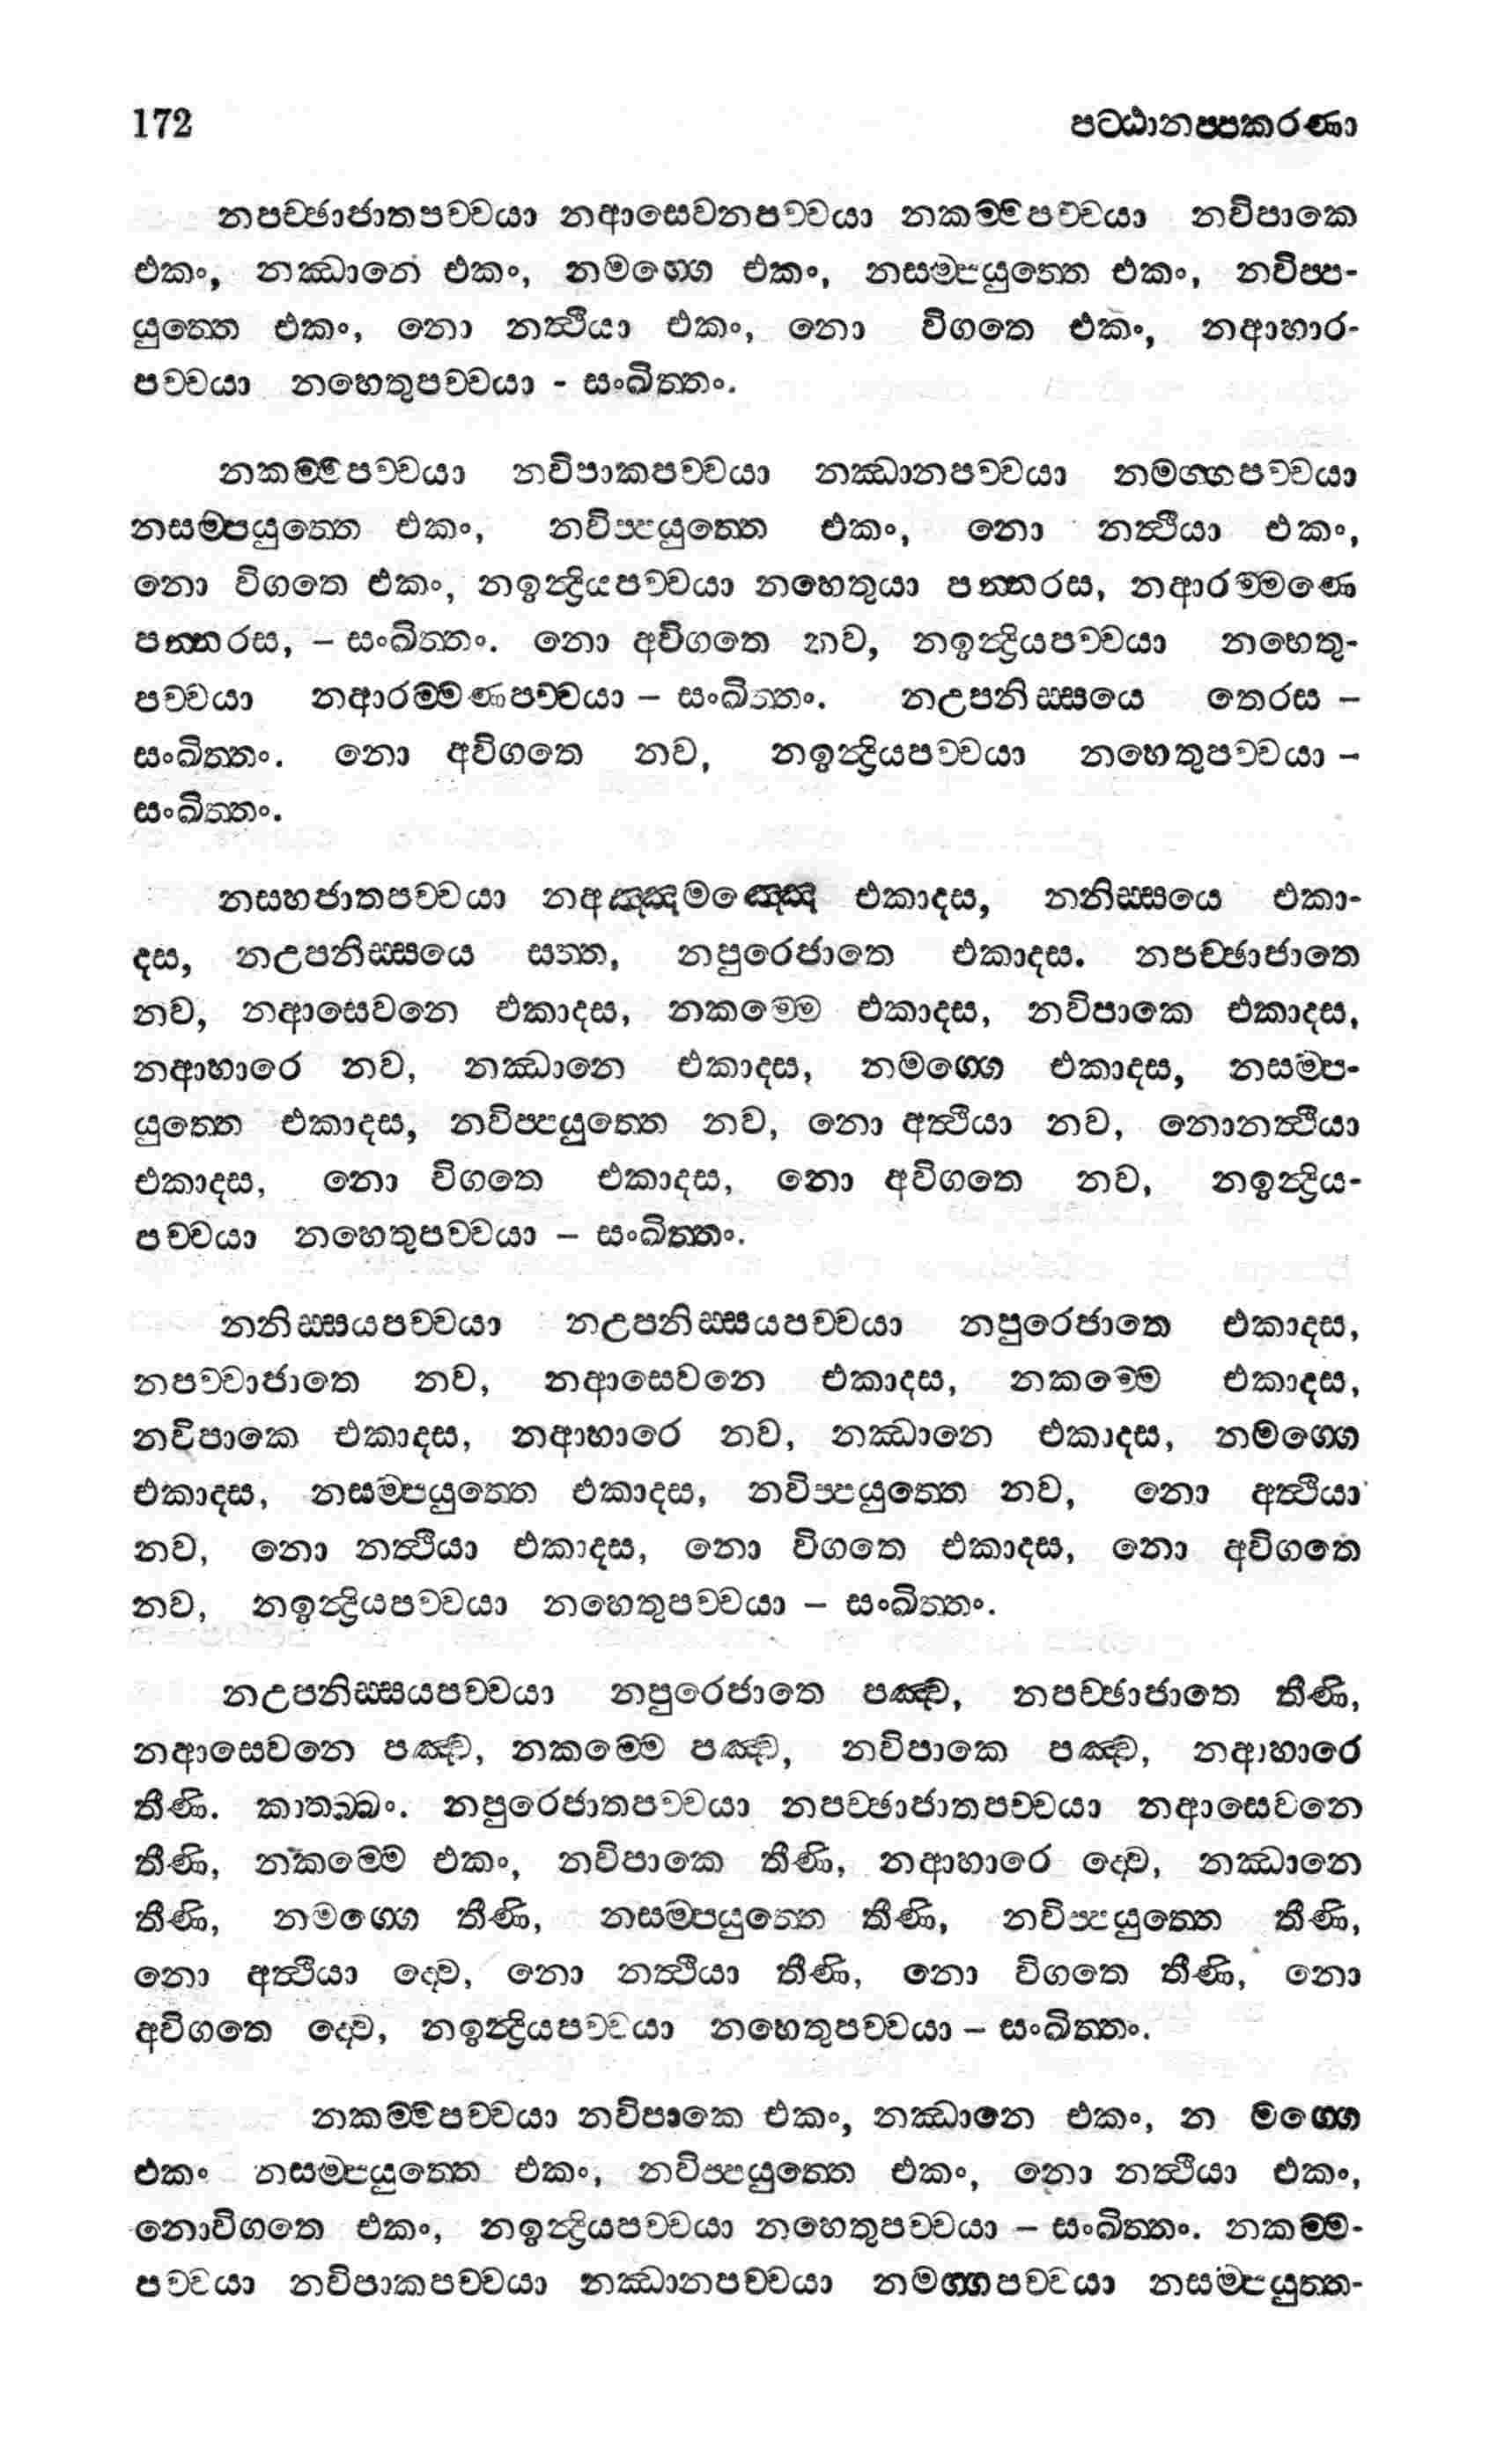 172 පට්ඨානප්පකරණා
නපච්ඡාජාතපච්චයා නආසෙවනපච්චයා නකම්මපච්චයා නවිපාකෙ
එකං, නඣානේ එකං, නමග්ගෙ එකං, නසම්පයුත්තෙ එකං, නවිප්ප-
යුත්තෙ එකං, නො නත්ථියා එකං, නො විගතෙ එකං, නආහාර-
පච්චයා නහෙතුපච්චයා - සංඛිත්තං.
නකම්මපච්චයා නවිපාකපච්චයා නඣානපච්චයා නමග්ගපච්චයා
නසම්පයුත්තෙ එකං, නවිප්පයුත්තෙ එකං, නො නත්ථියා එකං,
නො විගතෙ එකං, නඉන්ද්‍රියපච්චයා නහෙතුයා පන්නරස, නආරම්මණෙ
පන්නරස, – සංඛිත්තං. නො අවිගතෙ නව, නඉන්ද්‍රියපච්චයා නහෙතු-
පච්චයා නආරම්මණපච්චයා – සංඛිත්තං. නඋපනිස්සයෙ තෙරස –
සංඛිත්තං. නො අවිගතෙ නව, නඉන්ද්‍රියපච්චයා නහෙතුපච්චයා –
සංඛිත්තං.
නසහජාතපච්චයා නඅඤ්ඤමඤ්ඤෙ එකාදස, නනිස්සයෙ එකා-
දස, නඋපනිස්සයෙ සත්ත, නපුරෙජාතෙ එකාදස. නපච්ඡාජාතෙ
නව, නආසෙවනෙ එකාදස, නකම්මෙ එකාදස, නවිපාකෙ එකාදස,
නආහාරෙ නව, නඣානෙ එකාදස, නමග්ගෙ එකාදස, නසම්ප-
යුත්තෙ එකාදස, නවිප්පයුත්තෙ නව, නො අත්ථියා නව, නොනත්ථියා
එකාදස, නො විගතෙ එකාදස, නො අවිගතෙ නව, නඉන්ද්‍රිය-
පච්චයා නහෙතුපච්චයා – සංඛිත්තං.
නනිස්සයපච්චයා නඋපනිස්සයපච්චයා නපුරෙජාතෙ එකාදස,
නපච්චාජාතෙ නව, නආසෙවනෙ එකාදස, නකම්මෙ එකාදස,
නවිපාකෙ එකාදස, නආහාරෙ නව, නඣානෙ එකාදස, නමග්ගෙ
එකාදස, නසම්පයුත්තෙ එකාදස, නවිප්පයුත්තෙ නව, නො අත්ථියා
නව, නො නත්ථියා එකාදස, නො විගතෙ එකාදස, නො අවිගතෙ
නව, නඉන්ද්‍රියපච්චයා නහෙතුපච්චයා – සංඛිත්තං.
නඋපනිස්සයපච්චයා නපුරෙජාතෙ පඤ්ච, නපච්ඡාජාතෙ තීණි,
නආසෙවනෙ පඤ්ච, නකම්මෙ පඤ්ච, නවිපාකෙ පඤ්ච, නආහාරෙ
තීණි. කාතබ්බං. නපුරෙජාතපච්චයා නපච්ඡාජාතපච්චයා නආසෙවනෙ
තීණි, නකම්මෙ එකං, නවිපාකෙ තීණි, නආහාරෙ ද්වෙ, නඣානෙ
තීණි, නමග්ගෙ තීණි, නසම්පයුත්තෙ තීණි, නවිප්පයුත්තෙ තීණි,
නො අත්ථියා ද්වෙ, නො නත්ථියා තීණි, නො විගතෙ තීණි, නො
අවිගතෙ ද්වෙ, නඉන්ද්‍රියපච්චයා නහෙතුපච්චයා – සංඛිත්තං.
නකම්මපච්චයා නවිපාකෙ එකං, නඣානෙ එකං, න මග්ගෙ
එකං නසම්පයුත්තෙ එකං, නවිප්පයුත්තෙ එකං, නො නත්ථියා එකං,
නොවිගතෙ එකං, නඉන්ද්‍රියපච්චයා නහෙතුපච්චයා – සංඛිත්තං. නකම්ම-
පච්චයා නවිපාකපච්චයා නඣානපච්චයා නමග්ගපච්චයා නසම්පයුත්ත-